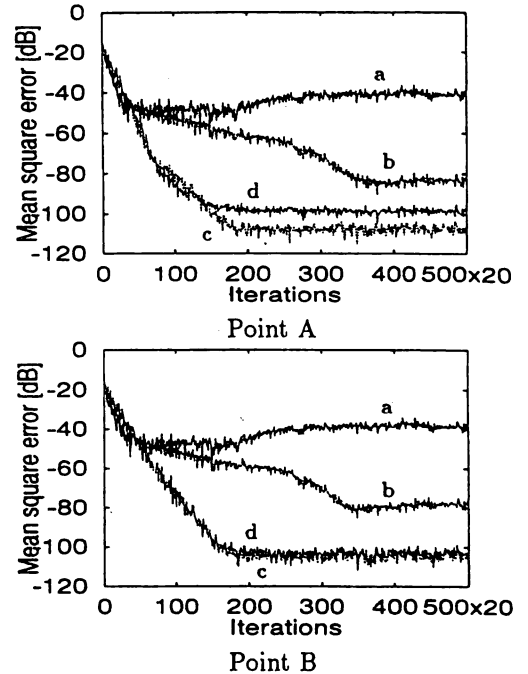 0
-20
-40
-60
-80
-100
-120
Mean square error [dB]
a
b
d
c
0 100 200 300 400 500x20
Iterations
Point A
0
-20
-40
-60
-80
-100
-120
Mean square error [dB]
a
b
d
c
0 100 200 300 400 500x20
Iterations
Point B